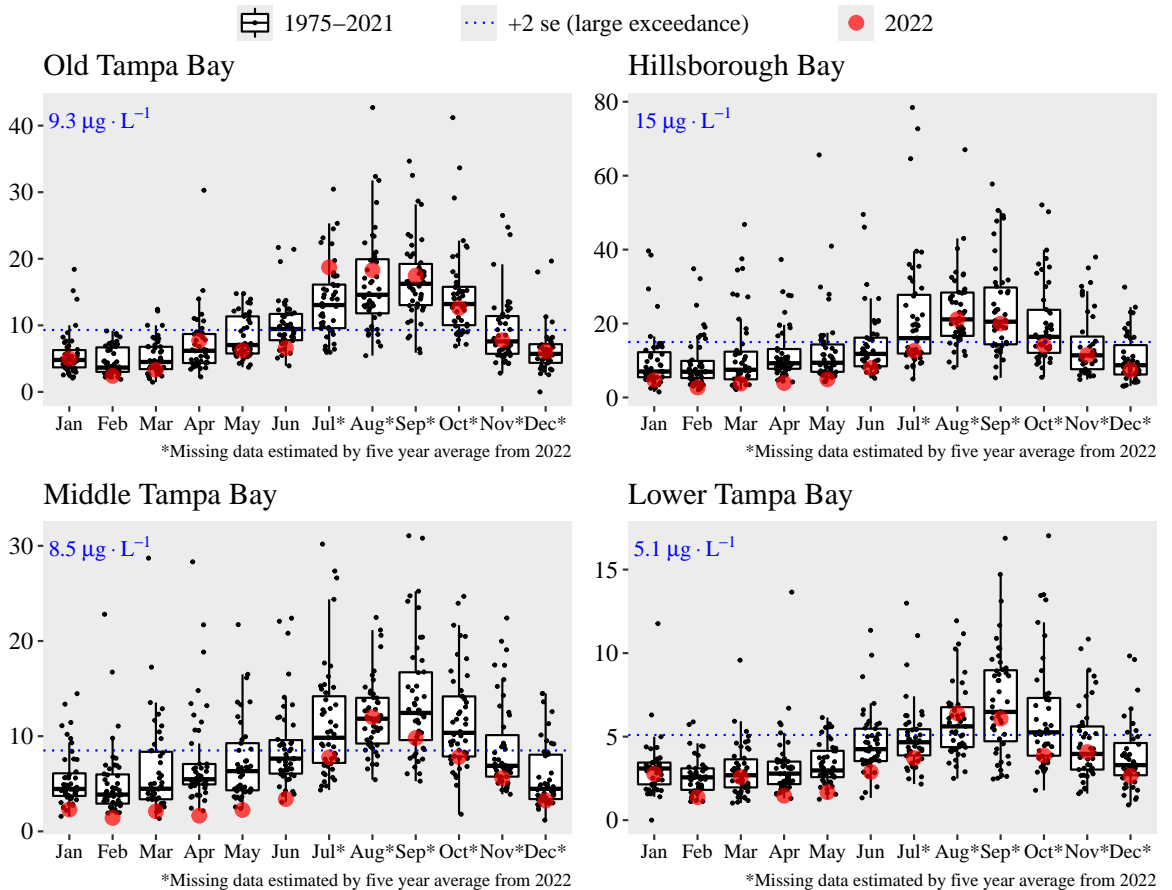 1975–2021 +2 se (large exceedance) 2022
Old Tampa Bay
9.3 μg · L⁻¹
40
30
20
10
0
Jan Feb Mar Apr May Jun Jul* Aug* Sep* Oct* Nov* Dec*
*Missing data estimated by five year average from 2022
Hillsborough Bay
15 μg · L⁻¹
80
60
40
20
0
Jan Feb Mar Apr May Jun Jul* Aug* Sep* Oct* Nov* Dec*
*Missing data estimated by five year average from 2022
Middle Tampa Bay
8.5 μg · L⁻¹
30
20
10
0
Jan Feb Mar Apr May Jun Jul* Aug* Sep* Oct* Nov* Dec*
*Missing data estimated by five year average from 2022
Lower Tampa Bay
5.1 μg · L⁻¹
15
10
5
0
Jan Feb Mar Apr May Jun Jul* Aug* Sep* Oct* Nov* Dec*
*Missing data estimated by five year average from 2022